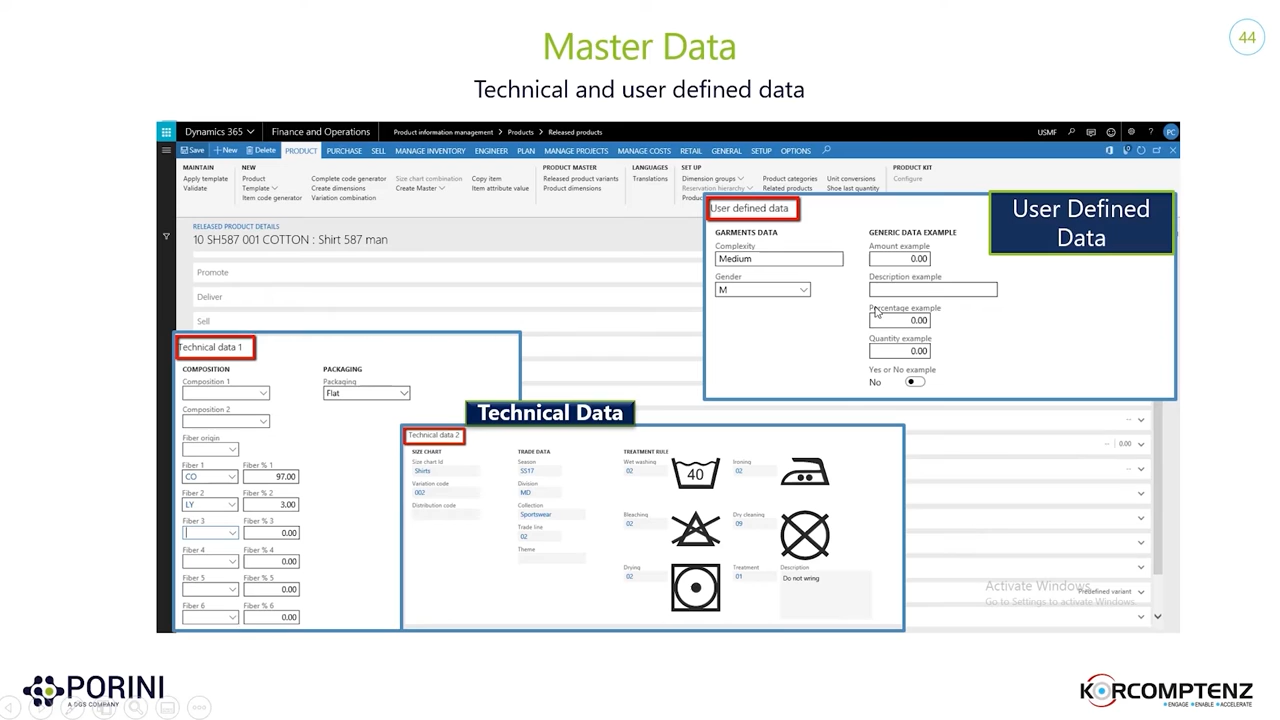 Master Data
44
Technical and user defined data
Dynamics 365 Finance and Operations Product information management > Products > Released products USMF ? PC
Save + New Delete PRODUCT PURCHASE SELL MANAGE INVENTORY ENGINEER PLAN MANAGE PROJECTS MANAGE COSTS RETAIL GENERAL SETUP OPTIONS
MAINTAIN NEW PRODUCT MASTER LANGUAGES SET UP PRODUCT KIT
Apply template Product Complete code generator Size chart combination Copy item Released product variants Translations Dimension groups Product categories Unit conversions Configure
Validate Template Create dimensions Create Master Item attribute value Product dimensions Reservation hierarchy Related products Shoe last quantity
Item code generator Variation combination
RELEASED PRODUCT DETAILS
10 SH587 001 COTTON : Shirt 587 man
Promote
Deliver
Sell
User defined data
User Defined
Data
GARMENTS DATA GENERIC DATA EXAMPLE
Complexity Amount example
Medium 0.00
Gender Description example
M
Percentage example
0.00
Quantity example
0.00
Yes or No example
No
Technical data 1
COMPOSITION PACKAGING
Composition 1 Packaging
Flat
Composition 2
Fiber origin
Fiber 1 Fiber % 1
CO 97.00
Fiber 2 Fiber % 2
LY 3.00
Fiber 3 Fiber % 3
0.00
Fiber 4 Fiber % 4
0.00
Fiber 5 Fiber % 5
0.00
Fiber 6 Fiber % 6
0.00
Technical Data
Technical data 2
SIZE CHART TRADE DATA TREATMENT RULE
Size chart Id Season Wet washing Ironing
Shirts SS17 02 40 02
Variation code Division
002 MD
Distribution code Collection Bleaching Dry cleaning
Sportswear 02 09
Trade line
02
Theme Drying Treatment Description
02 01 Do not wring
-- 0.00
Predefined variant
Activate Windows
Go to Settings to activate Windows.
PORINI
A DGS COMPANY
KORCOMPTENZ
ENGAGE ENABLE ACCELERATE